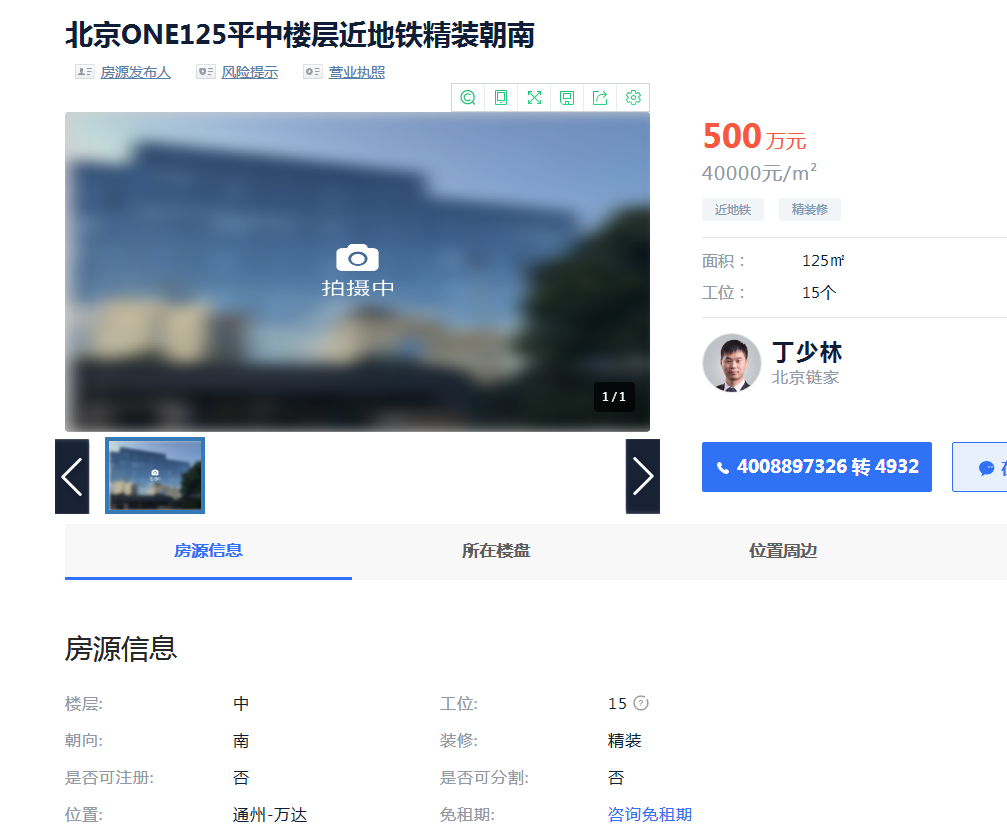 北京ONE125平中楼层近地铁精装朝南
房源发布人 风险提示 营业执照
拍摄中
1 / 1
500万元
40000元/m²
近地铁 精装修
面积： 125㎡
工位： 15个
丁少林
北京链家
4008897326 转 4932
房源信息 所在楼盘 位置周边
房源信息
楼层: 中 工位: 15
朝向: 南 装修: 精装
是否可注册: 否 是否可分割: 否
位置: 通州-万达 免租期: 咨询免租期